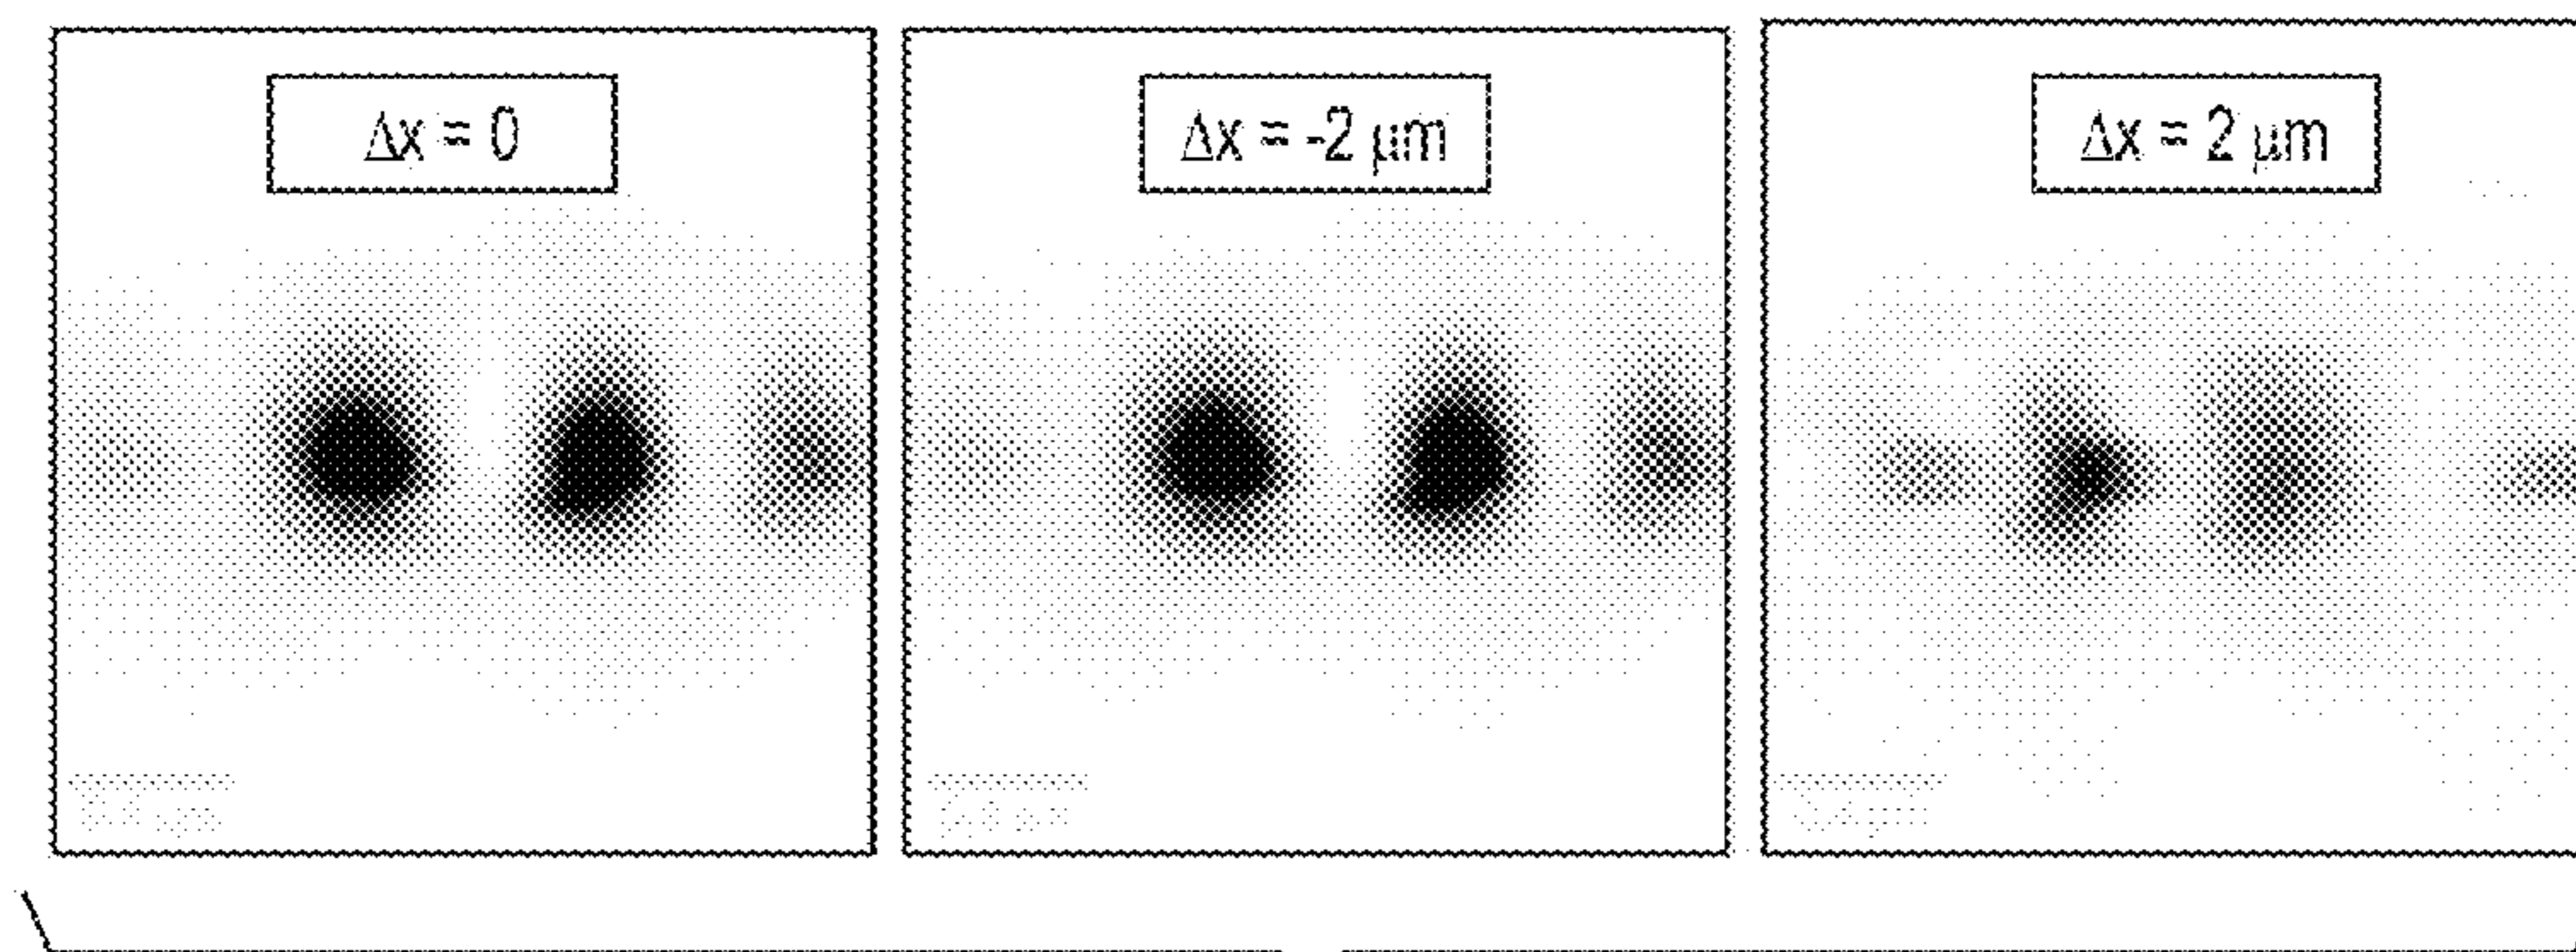 Δx = 0
Δx = -2 μm
Δx = 2 μm